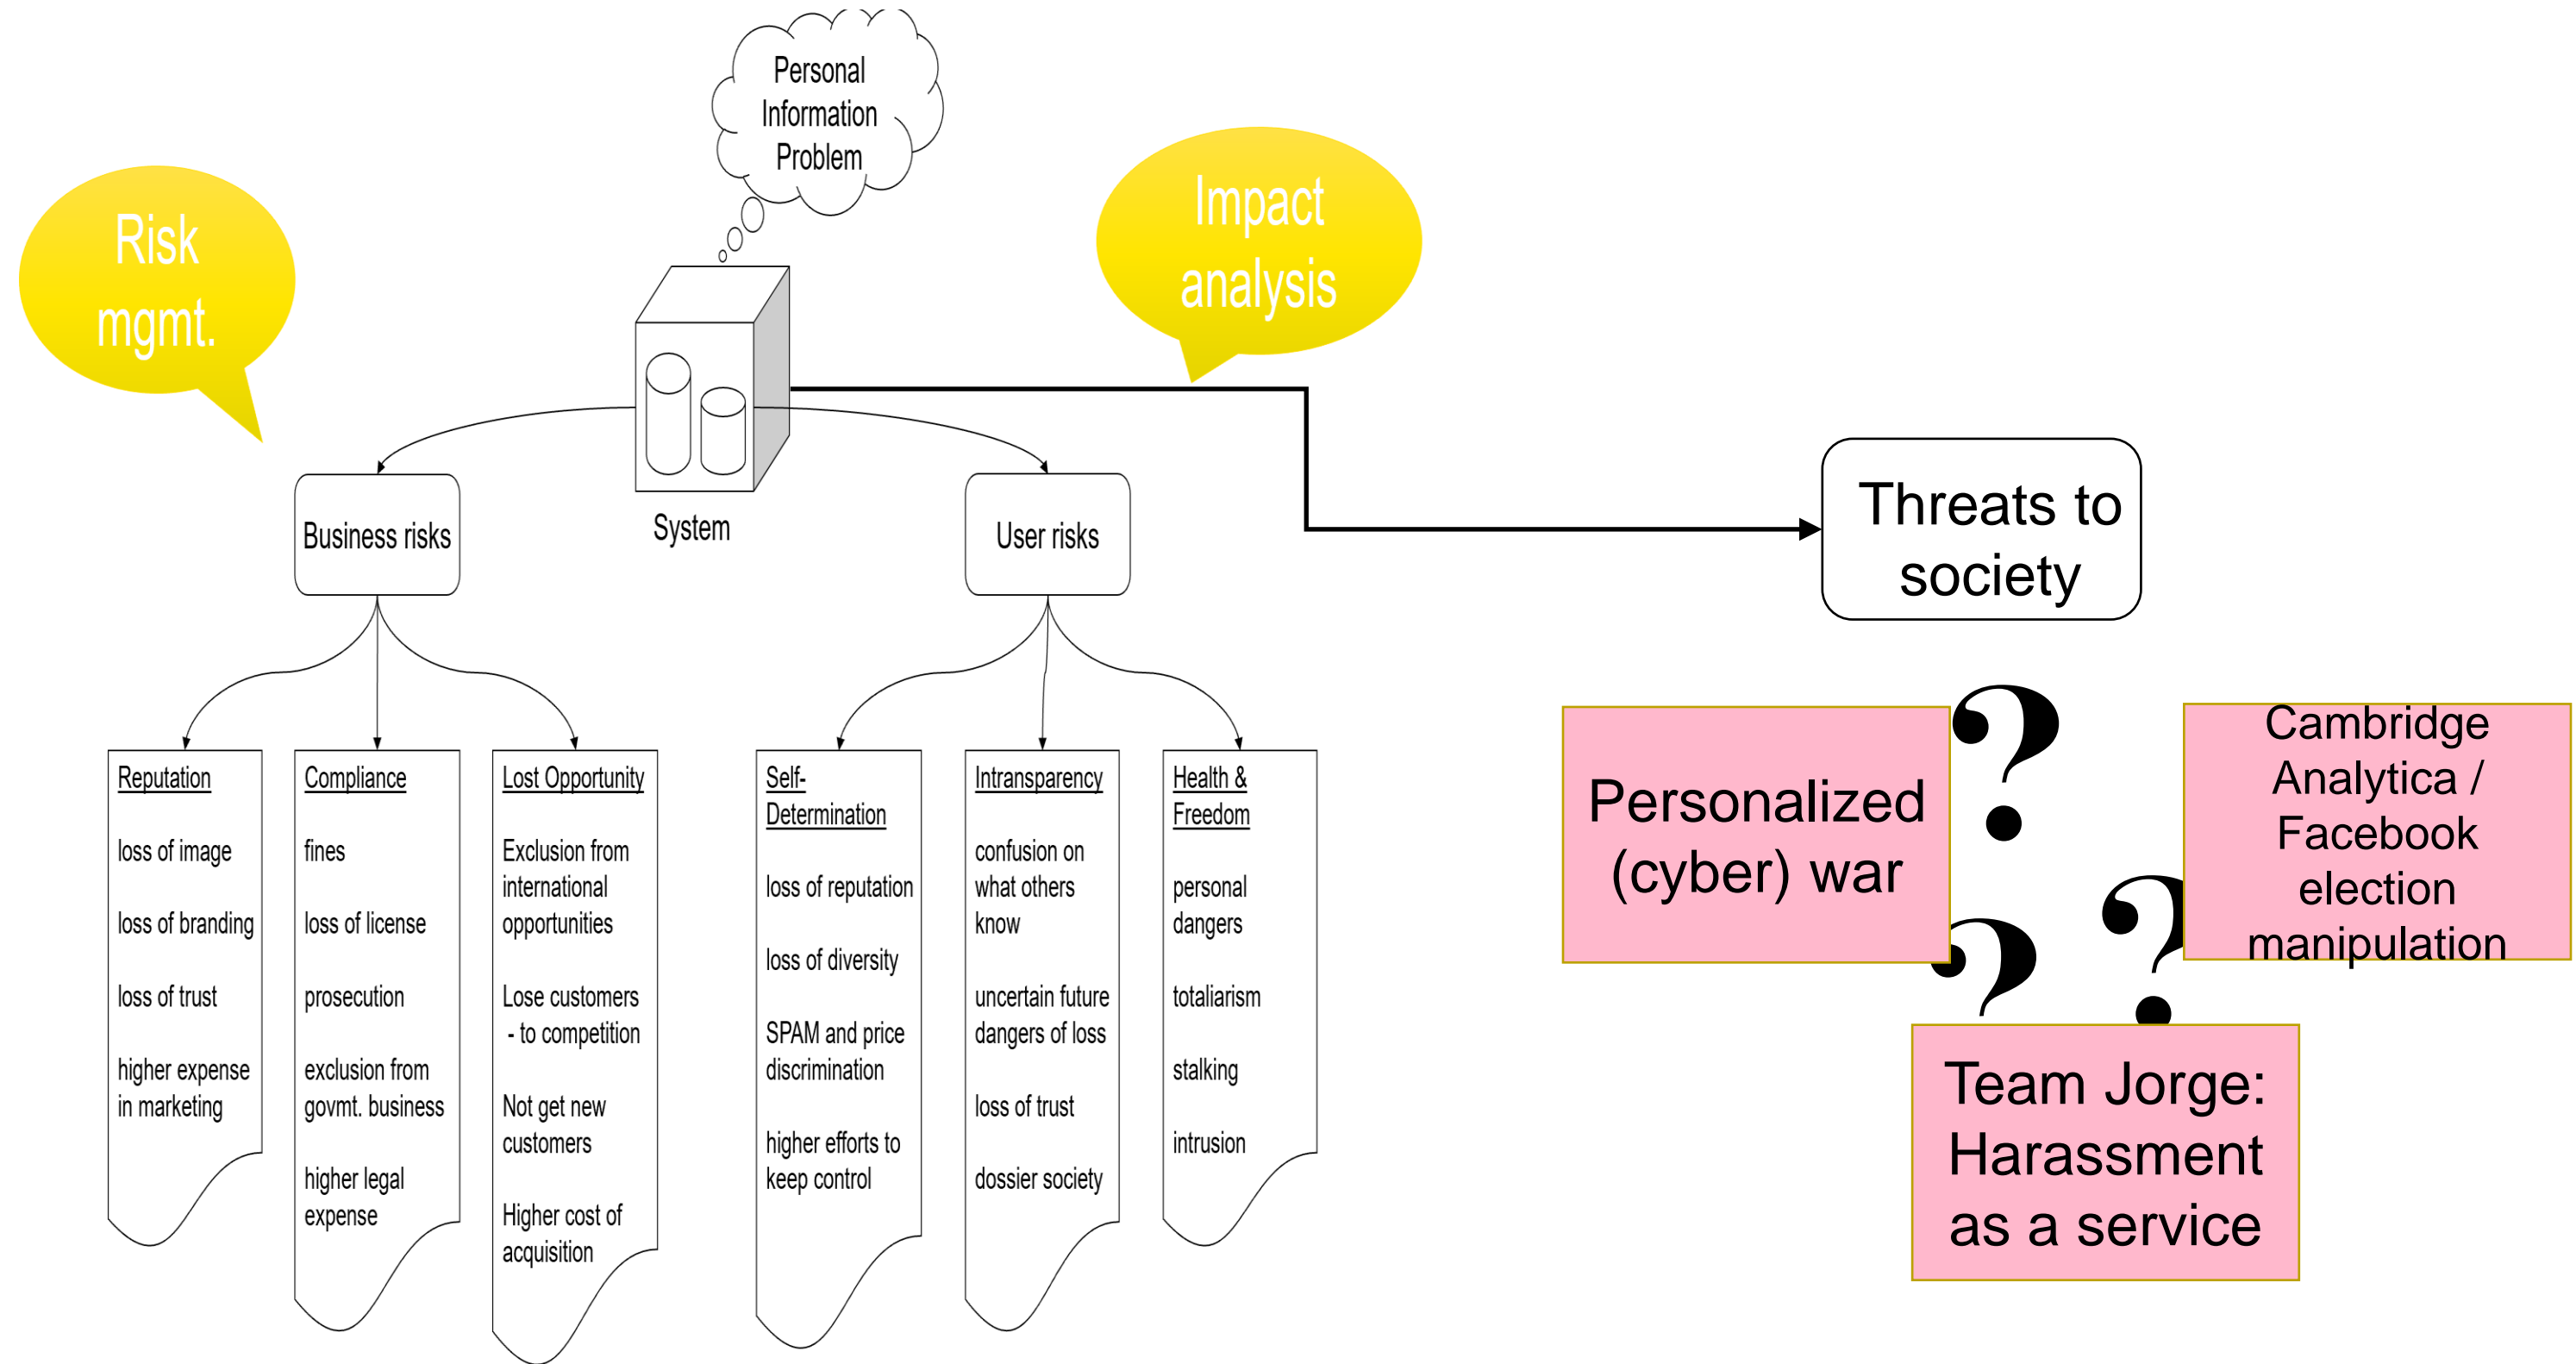 Personal
Information
Problem
Risk
mgmt.
Impact
analysis
System
Business risks
User risks
Threats to
society
Reputation
loss of image
loss of branding
loss of trust
higher expense
in marketing
Compliance
fines
loss of license
prosecution
exclusion from
govmt. business
higher legal
expense
Lost Opportunity
Exclusion from
international
opportunities
Lose customers
- to competition
Not get new
customers
Higher cost of
acquisition
Self-
Determination
loss of reputation
loss of diversity
SPAM and price
discrimination
higher efforts to
keep control
Intransparency
confusion on
what others
know
uncertain future
dangers of loss
loss of trust
dossier society
Health &
Freedom
personal
dangers
totaliarism
stalking
intrusion
Personalized
(cyber) war
?
?
?
Cambridge
Analytica /
Facebook
election
manipulation
Team Jorge:
Harassment
as a service